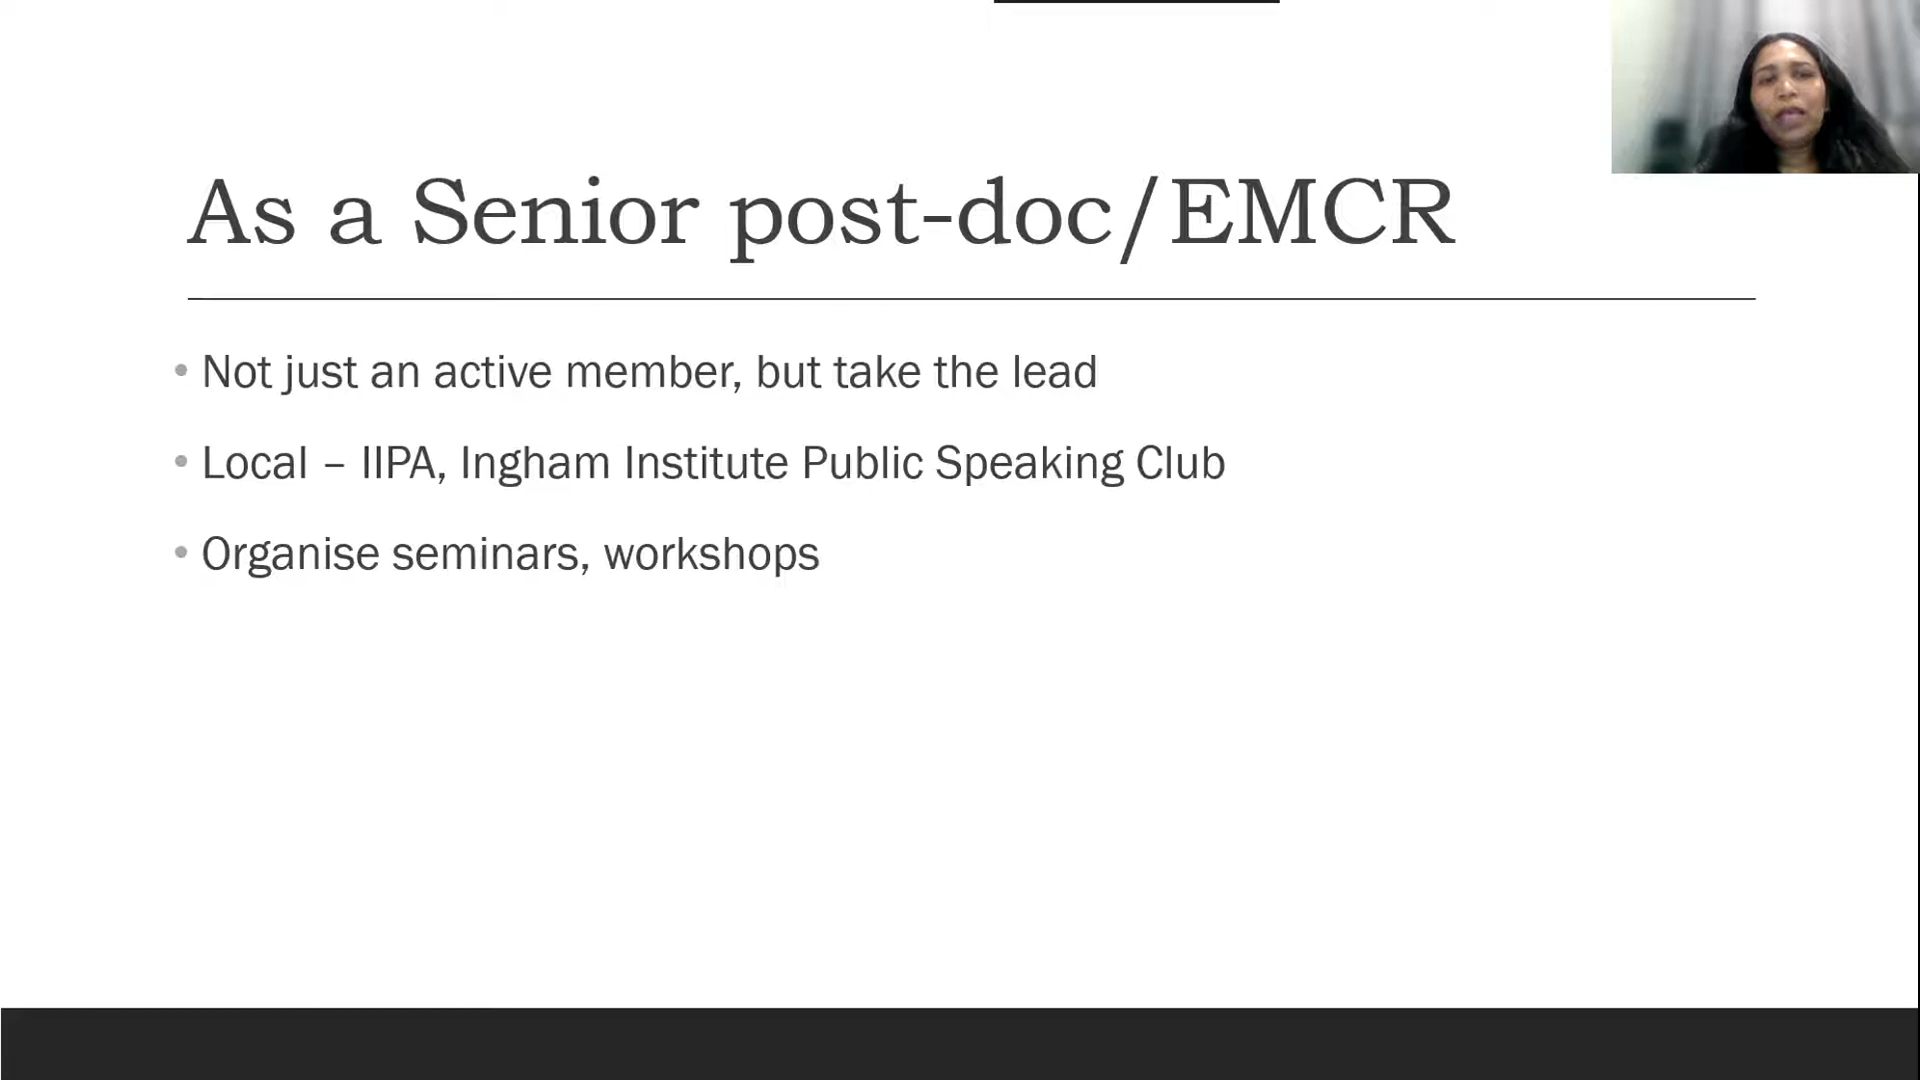 As a Senior post-doc/EMCR
• Not just an active member, but take the lead
• Local – IIPA, Ingham Institute Public Speaking Club
• Organise seminars, workshops